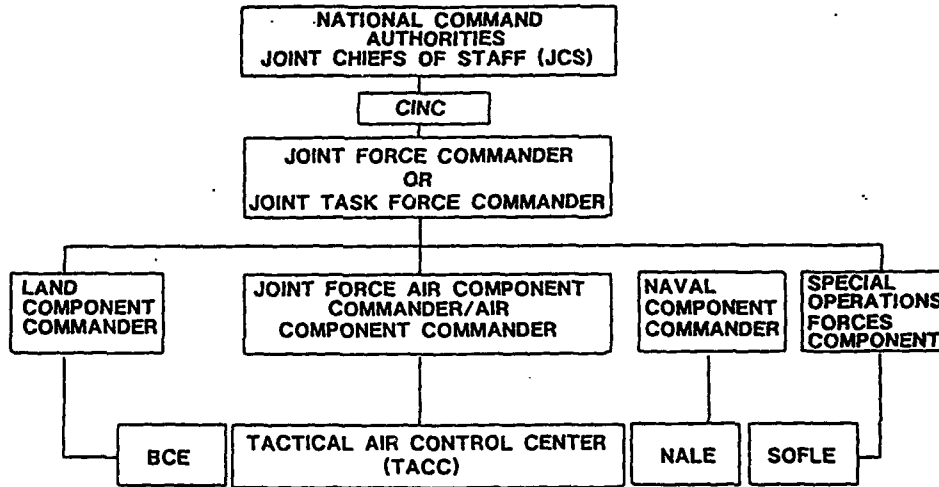 NATIONAL COMMAND
AUTHORITIES
JOINT CHIEFS OF STAFF (JCS)
CINC
JOINT FORCE COMMANDER
OR
JOINT TASK FORCE COMMANDER
LAND
COMPONENT
COMMANDER
JOINT FORCE AIR COMPONENT
COMMANDER/AIR
COMPONENT COMMANDER
NAVAL
COMPONENT
COMMANDER
SPECIAL
OPERATIONS
FORCES
COMPONENT
BCE
TACTICAL AIR CONTROL CENTER
(TACC)
NALE
SOFLE